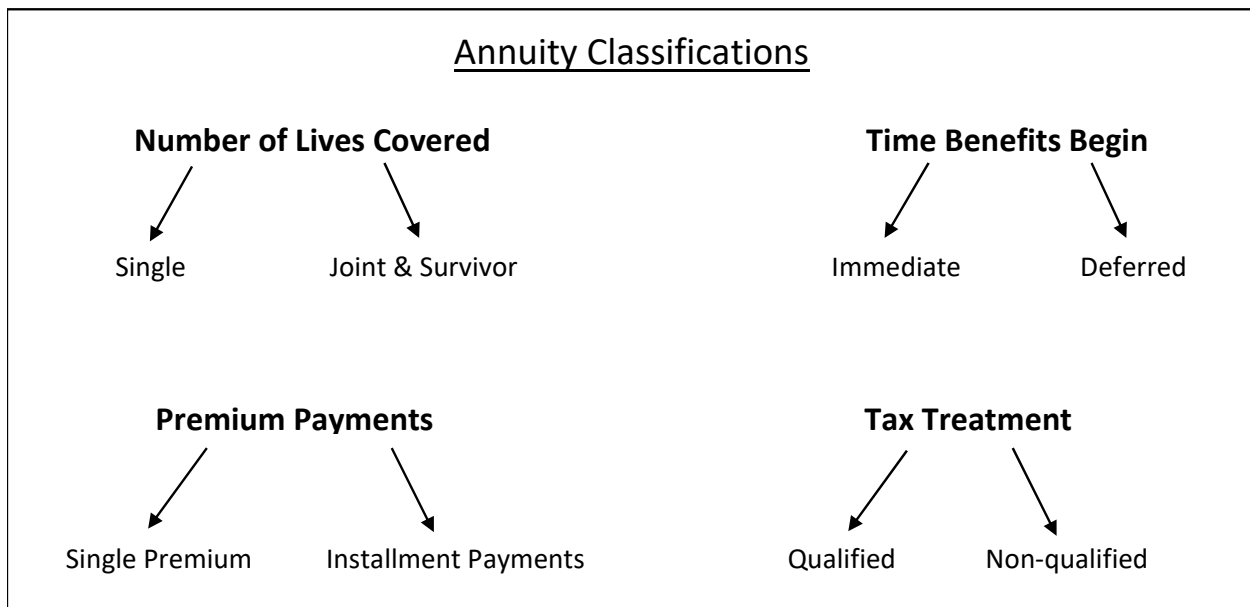 Annuity Classifications
Number of Lives Covered
Time Benefits Begin
Single
Joint & Survivor
Immediate
Deferred
Premium Payments
Tax Treatment
Single Premium
Installment Payments
Qualified
Non-qualified